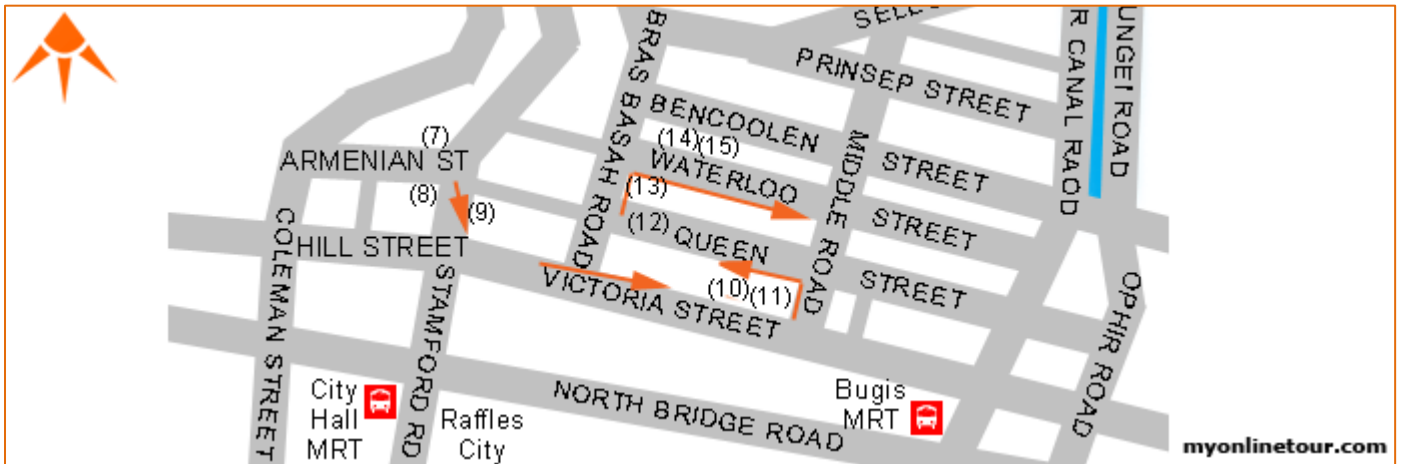 SELE
UNGEI ROAD
R CANAL RAOD
BRAS BASAH ROAD
PRINSEP STREET
BENCOOLEN STREET
(7)
(14)(15)
MIDDLE ROAD
ARMENIAN ST
WATERLOO STREET
(8)
(9)
(13)
(12)
QUEEN STREET
COLEMAN STREET
HILL STREET
STAMFORD RD
VICTORIA STREET
(10)(11)
OPHIR ROAD
City
Hall
MRT
Raffles
City
NORTH BRIDGE ROAD
Bugis
MRT
myonlinetour.com